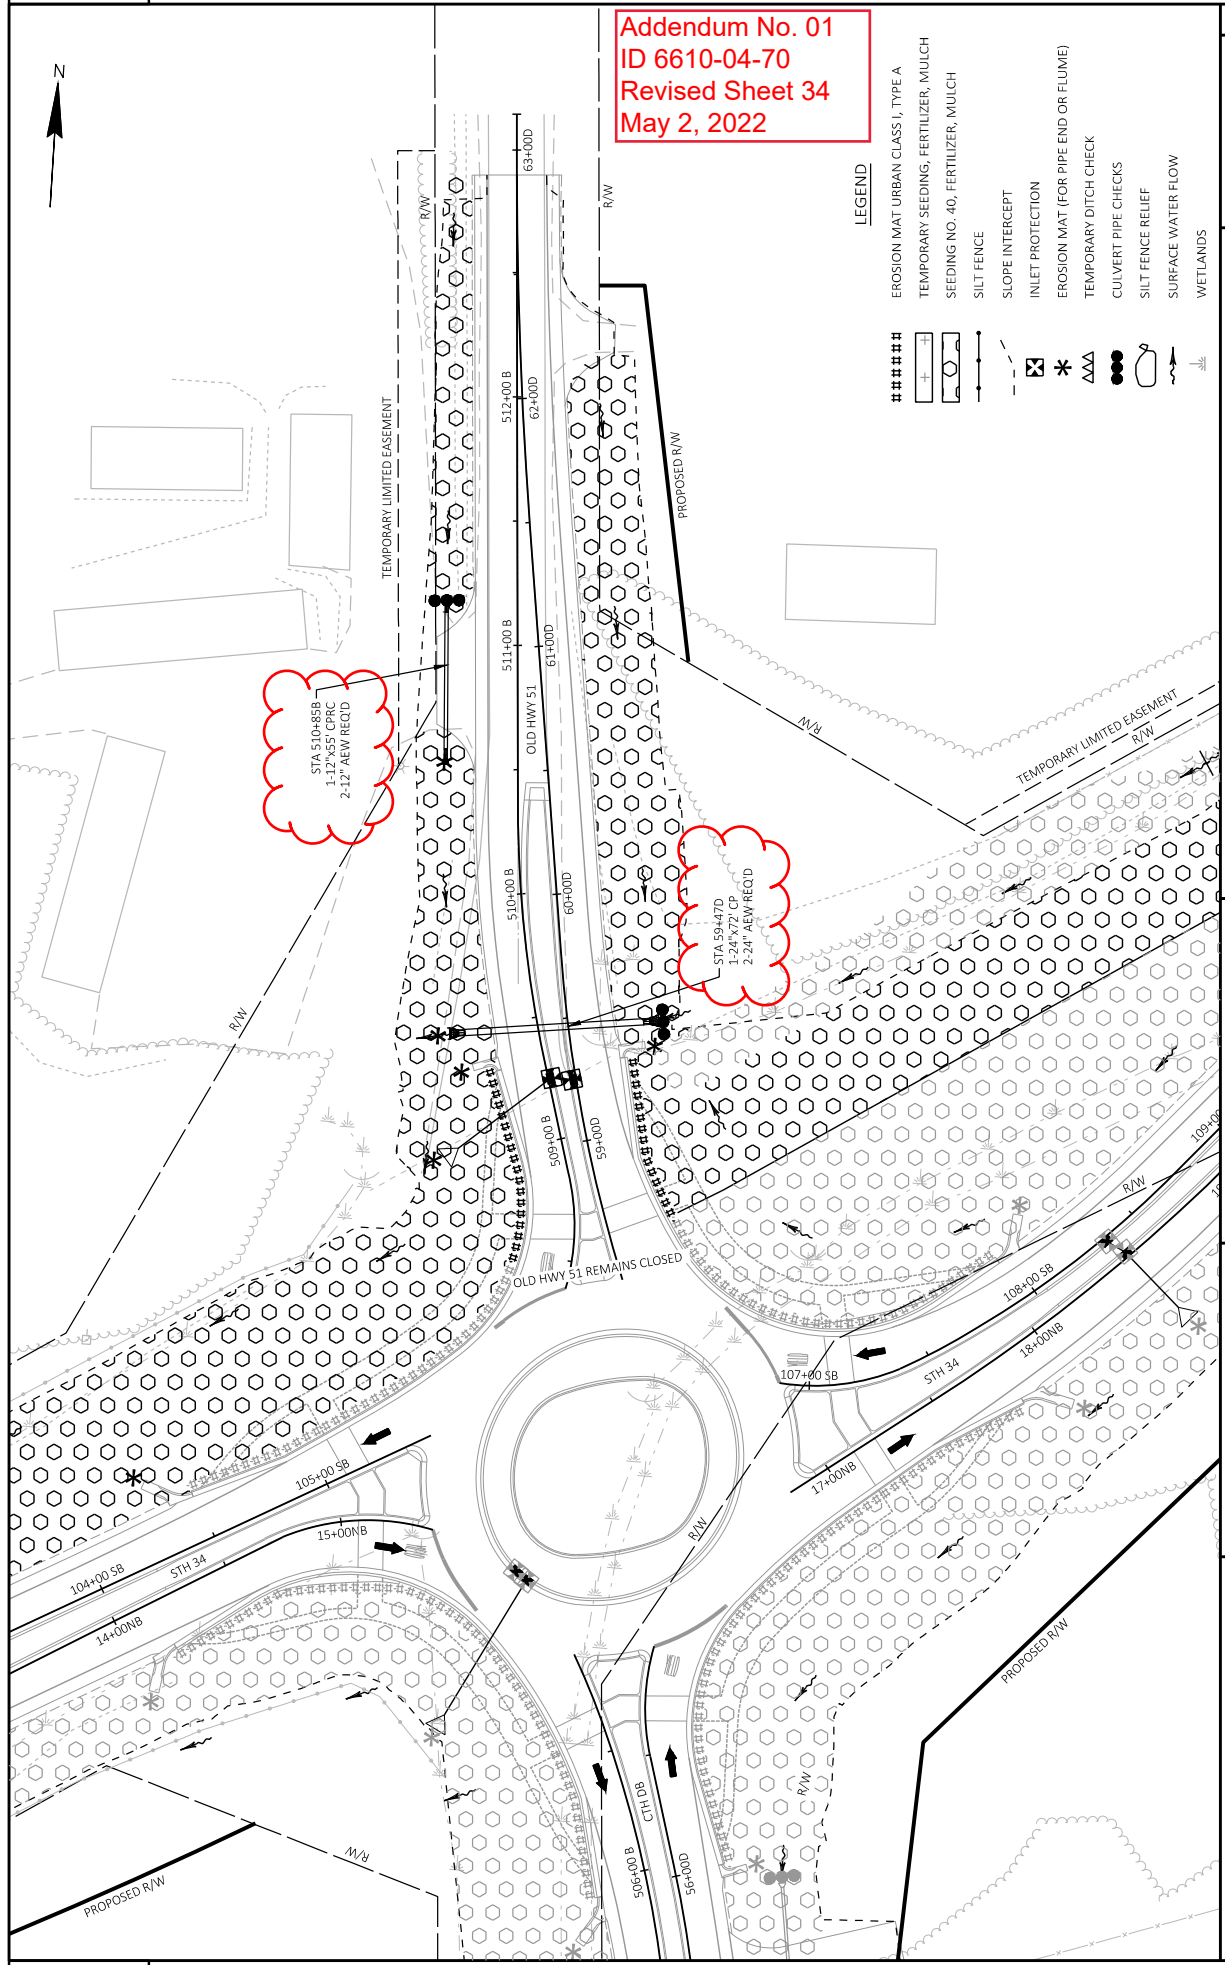 Addendum No. 01
ID 6610-04-70
Revised Sheet 34
May 2, 2022
N
LEGEND
EROSION MAT URBAN CLASS I, TYPE A
TEMPORARY SEEDING, FERTILIZER, MULCH
SEEDING NO. 40, FERTILIZER, MULCH
SILT FENCE
SLOPE INTERCEPT
INLET PROTECTION
EROSION MAT (FOR PIPE END OR FLUME)
TEMPORARY DITCH CHECK
CULVERT PIPE CHECKS
SILT FENCE RELIEF
SURFACE WATER FLOW
WETLANDS
63+00D
R/W
R/W
512+00 B
62+00D
TEMPORARY LIMITED EASEMENT
PROPOSED R/W
511+00 B
61+00D
OLD HWY 51
STA 510+85B
1-12"x55' CPRC
2-12" AEW REQ'D
R/W
TEMPORARY LIMITED EASEMENT
R/W
510+00 B
60+00D
STA 59+47D
1-24"x72' CP
2-24" AEW REQ'D
R/W
509+00 B
59+00D
109+00
R/W
OLD HWY 51 REMAINS CLOSED
108+00 SB
18+00NB
STH 34
107+00 SB
17+00NB
105+00 SB
15+00NB
104+00 SB
STH 34
14+00NB
R/W
PROPOSED R/W
R/W
CTH DB
506+00 B
56+00D
R/W
PROPOSED R/W